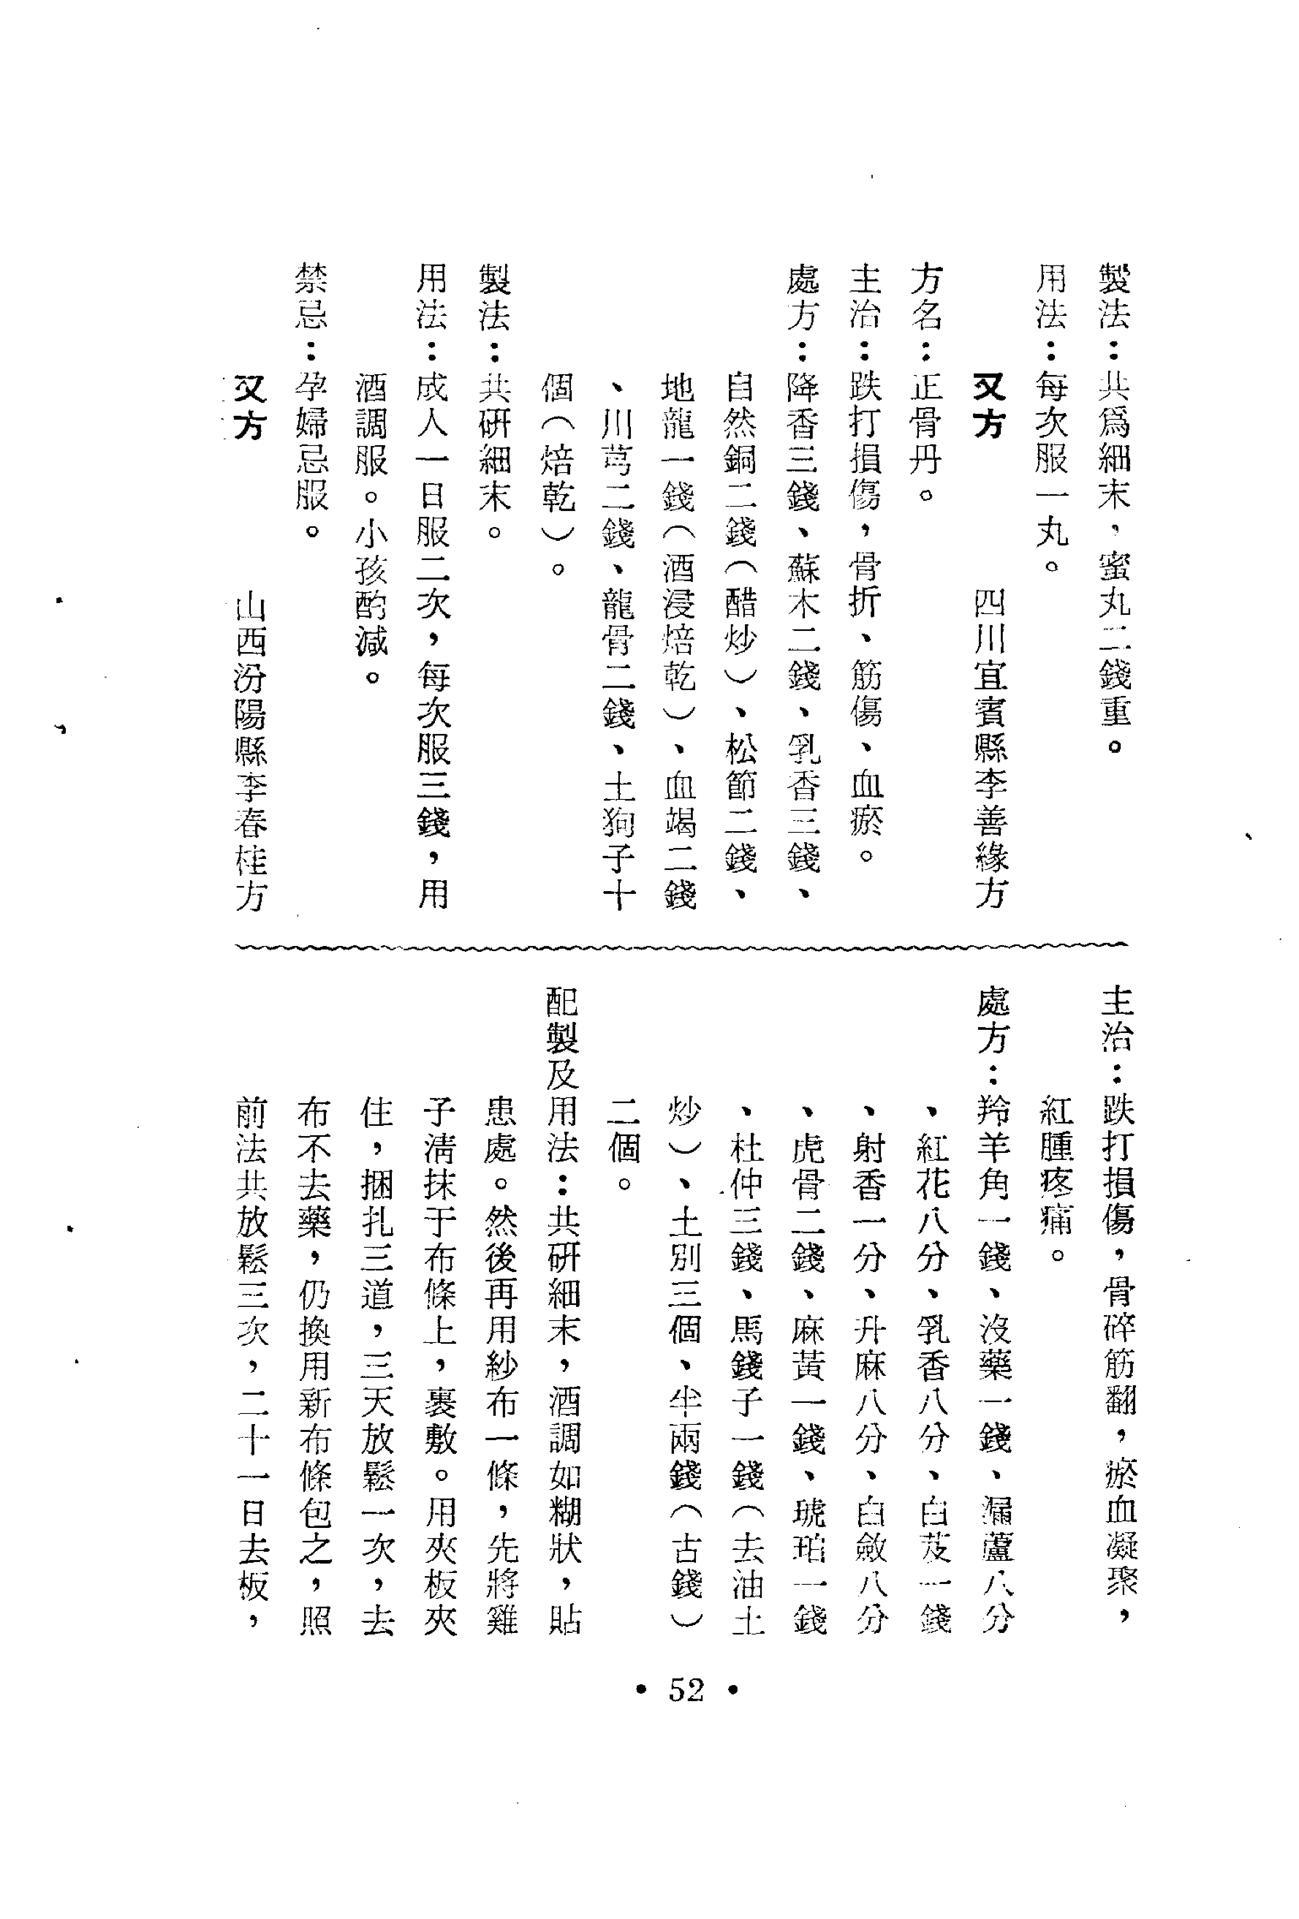 製法：共爲細末，蜜丸二錢重。
用法：每次服一丸。
又方　四川宜賓縣李善緣方
方名：正骨丹。
主治：跌打損傷，骨折、筋傷、血瘀。
處方：降香三錢、蘇木二錢、乳香三錢、
自然銅二錢（醋炒）、松節二錢、
地龍一錢（酒浸焙乾）、血竭二錢
、川芎二錢、龍骨二錢、土狗子十
個（焙乾）。
製法：共研細末。
用法：成人一日服二次，每次服三錢，用
酒調服。小孩酌減。
禁忌：孕婦忌服。
又方　山西汾陽縣李春桂方
主治：跌打損傷，骨碎筋翻，瘀血凝聚，
紅腫疼痛。
處方：羚羊角一錢、沒藥一錢、漏蘆八分
、紅花八分、乳香八分、白芨一錢
、射香一分、升麻八分、白斂八分
、虎骨二錢、麻黃一錢、琥珀一錢
、杜仲三錢、馬錢子一錢（去油土
炒）、土別三個、半兩錢（古錢）
二個。
配製及用法：共研細末，酒調如糊狀，貼
患處。然後再用紗布一條，先將雞
子淸抹于布條上，裹敷。用夾板夾
住，捆扎三道，三天放鬆一次，去
布不去藥，仍換用新布條包之，照
前法共放鬆三次，二十一日去板，
• 52 •